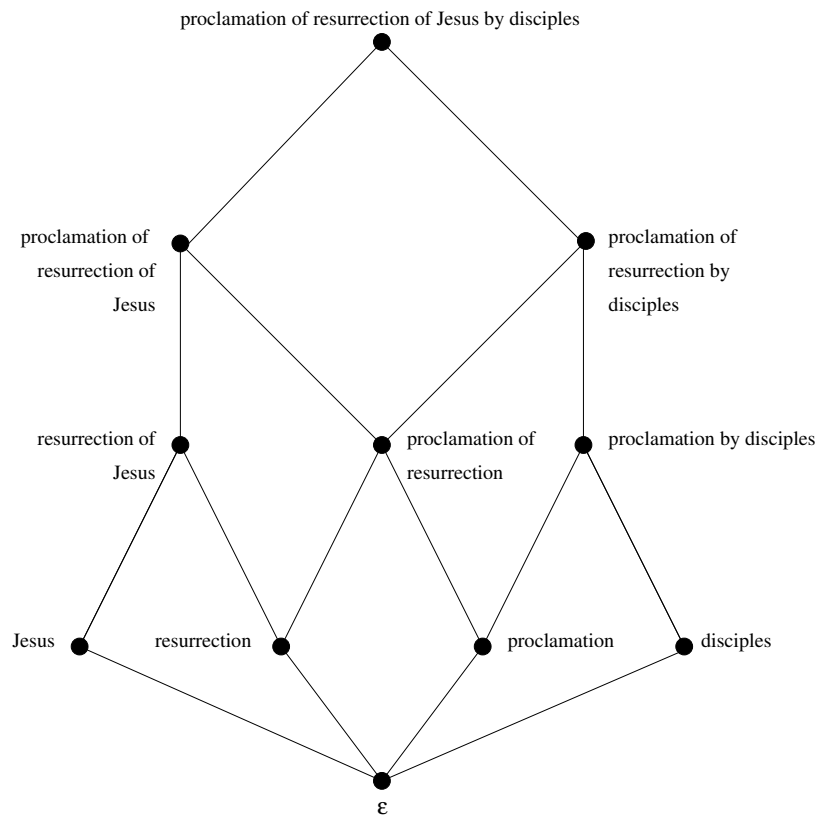 proclamation of resurrection of Jesus by disciples
proclamation of
resurrection of
Jesus
proclamation of
resurrection by
disciples
resurrection of
Jesus
proclamation of
resurrection
proclamation by disciples
Jesus
resurrection
proclamation
disciples
ε